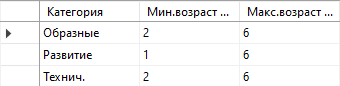 Категория Мин.возраст ... Макс.возраст ...
Образные 2 6
Развитие 1 6
Технич. 2 6